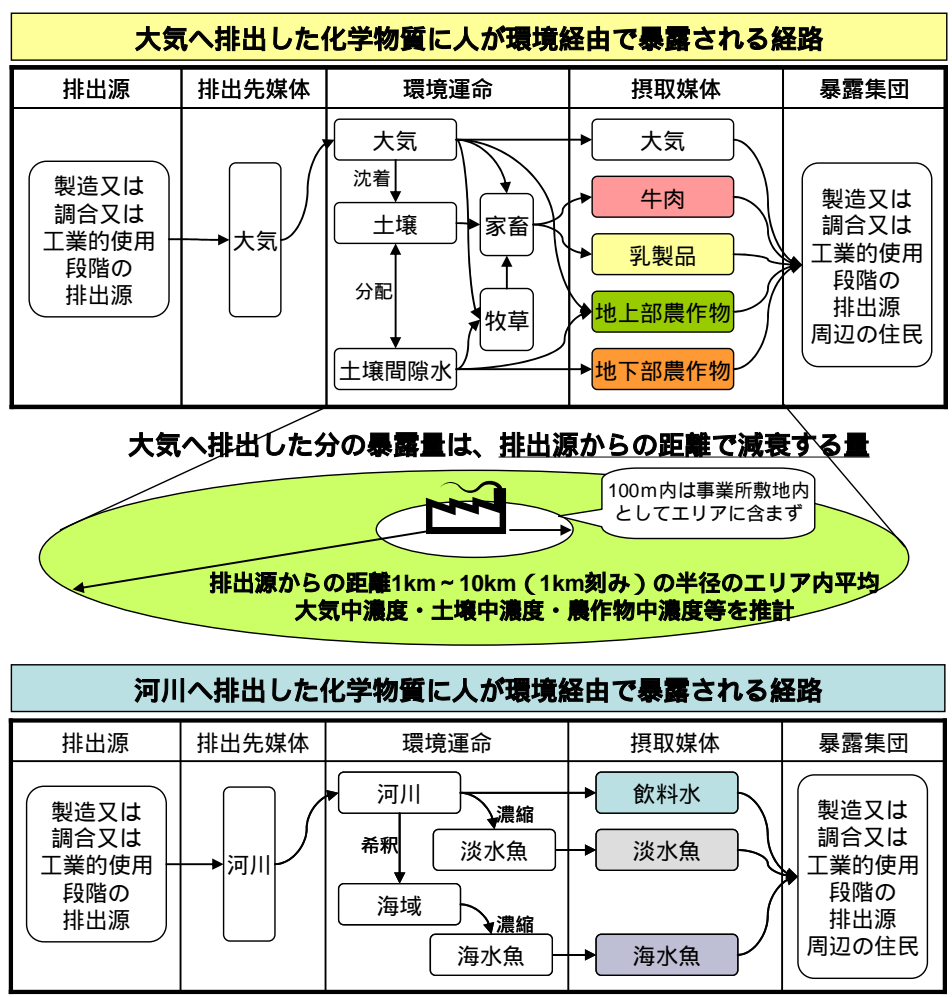 大気へ排出した化学物質に人が環境経由で暴露される経路
排出源
排出先媒体
環境運命
摂取媒体
暴露集団
製造又は
調合又は
工業的使用
段階の
排出源
大気
大気
沈着
土壌
分配
土壌間隙水
家畜
牧草
大気
牛肉
乳製品
地上部農作物
地下部農作物
製造又は
調合又は
工業的使用
段階の
排出源
周辺の住民
大気へ排出した分の暴露量は、排出源からの距離で減衰する量
100m内は事業所敷地内
としてエリアに含まず
排出源からの距離1km~10km(1km刻み)の半径のエリア内平均
大気中濃度・土壌中濃度・農作物中濃度等を推計
河川へ排出した化学物質に人が環境経由で暴露される経路
排出源
排出先媒体
環境運命
摂取媒体
暴露集団
製造又は
調合又は
工業的使用
段階の
排出源
河川
河川
濃縮
淡水魚
希釈
海域
濃縮
海水魚
飲料水
淡水魚
海水魚
製造又は
調合又は
工業的使用
段階の
排出源
周辺の住民